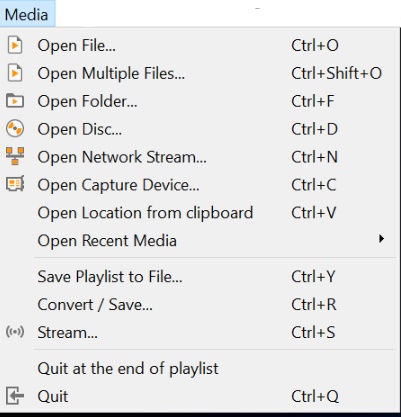 Media
Open File... Ctrl+O
Open Multiple Files... Ctrl+Shift+O
Open Folder... Ctrl+F
Open Disc... Ctrl+D
Open Network Stream... Ctrl+N
Open Capture Device... Ctrl+C
Open Location from clipboard Ctrl+V
Open Recent Media
Save Playlist to File... Ctrl+Y
Convert / Save... Ctrl+R
Stream... Ctrl+S
Quit at the end of playlist
Quit Ctrl+Q